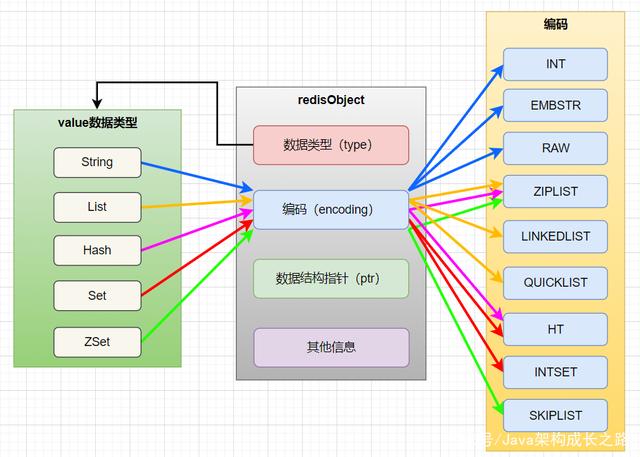 value数据类型
String
List
Hash
Set
ZSet
redisObject
数据类型（type）
编码（encoding）
数据结构指针（ptr）
其他信息
编码
INT
EMBSTR
RAW
ZIPLIST
LINKEDLIST
QUICKLIST
HT
INTSET
SKIPLIST
号/Java架构成长之路